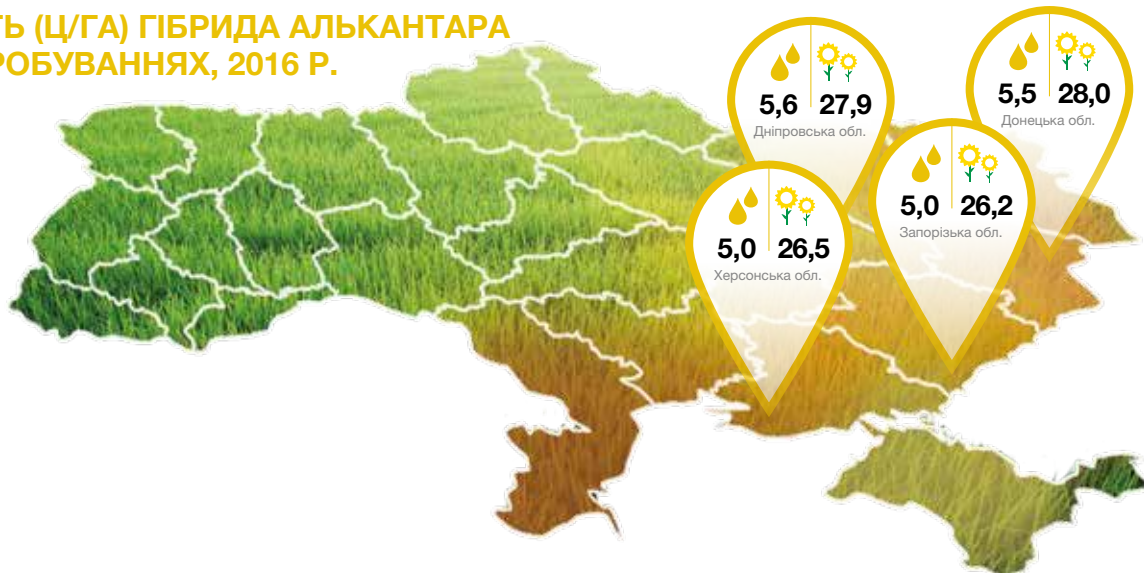 ТЬ (Ц/ГА) ГІБРИДА АЛЬКАНТАРА
РОБУВАННЯХ, 2016 Р.
5,6 27,9
Дніпровська обл.
5,5 28,0
Донецька обл.
5,0 26,2
Запорізька обл.
5,0 26,5
Херсонська обл.